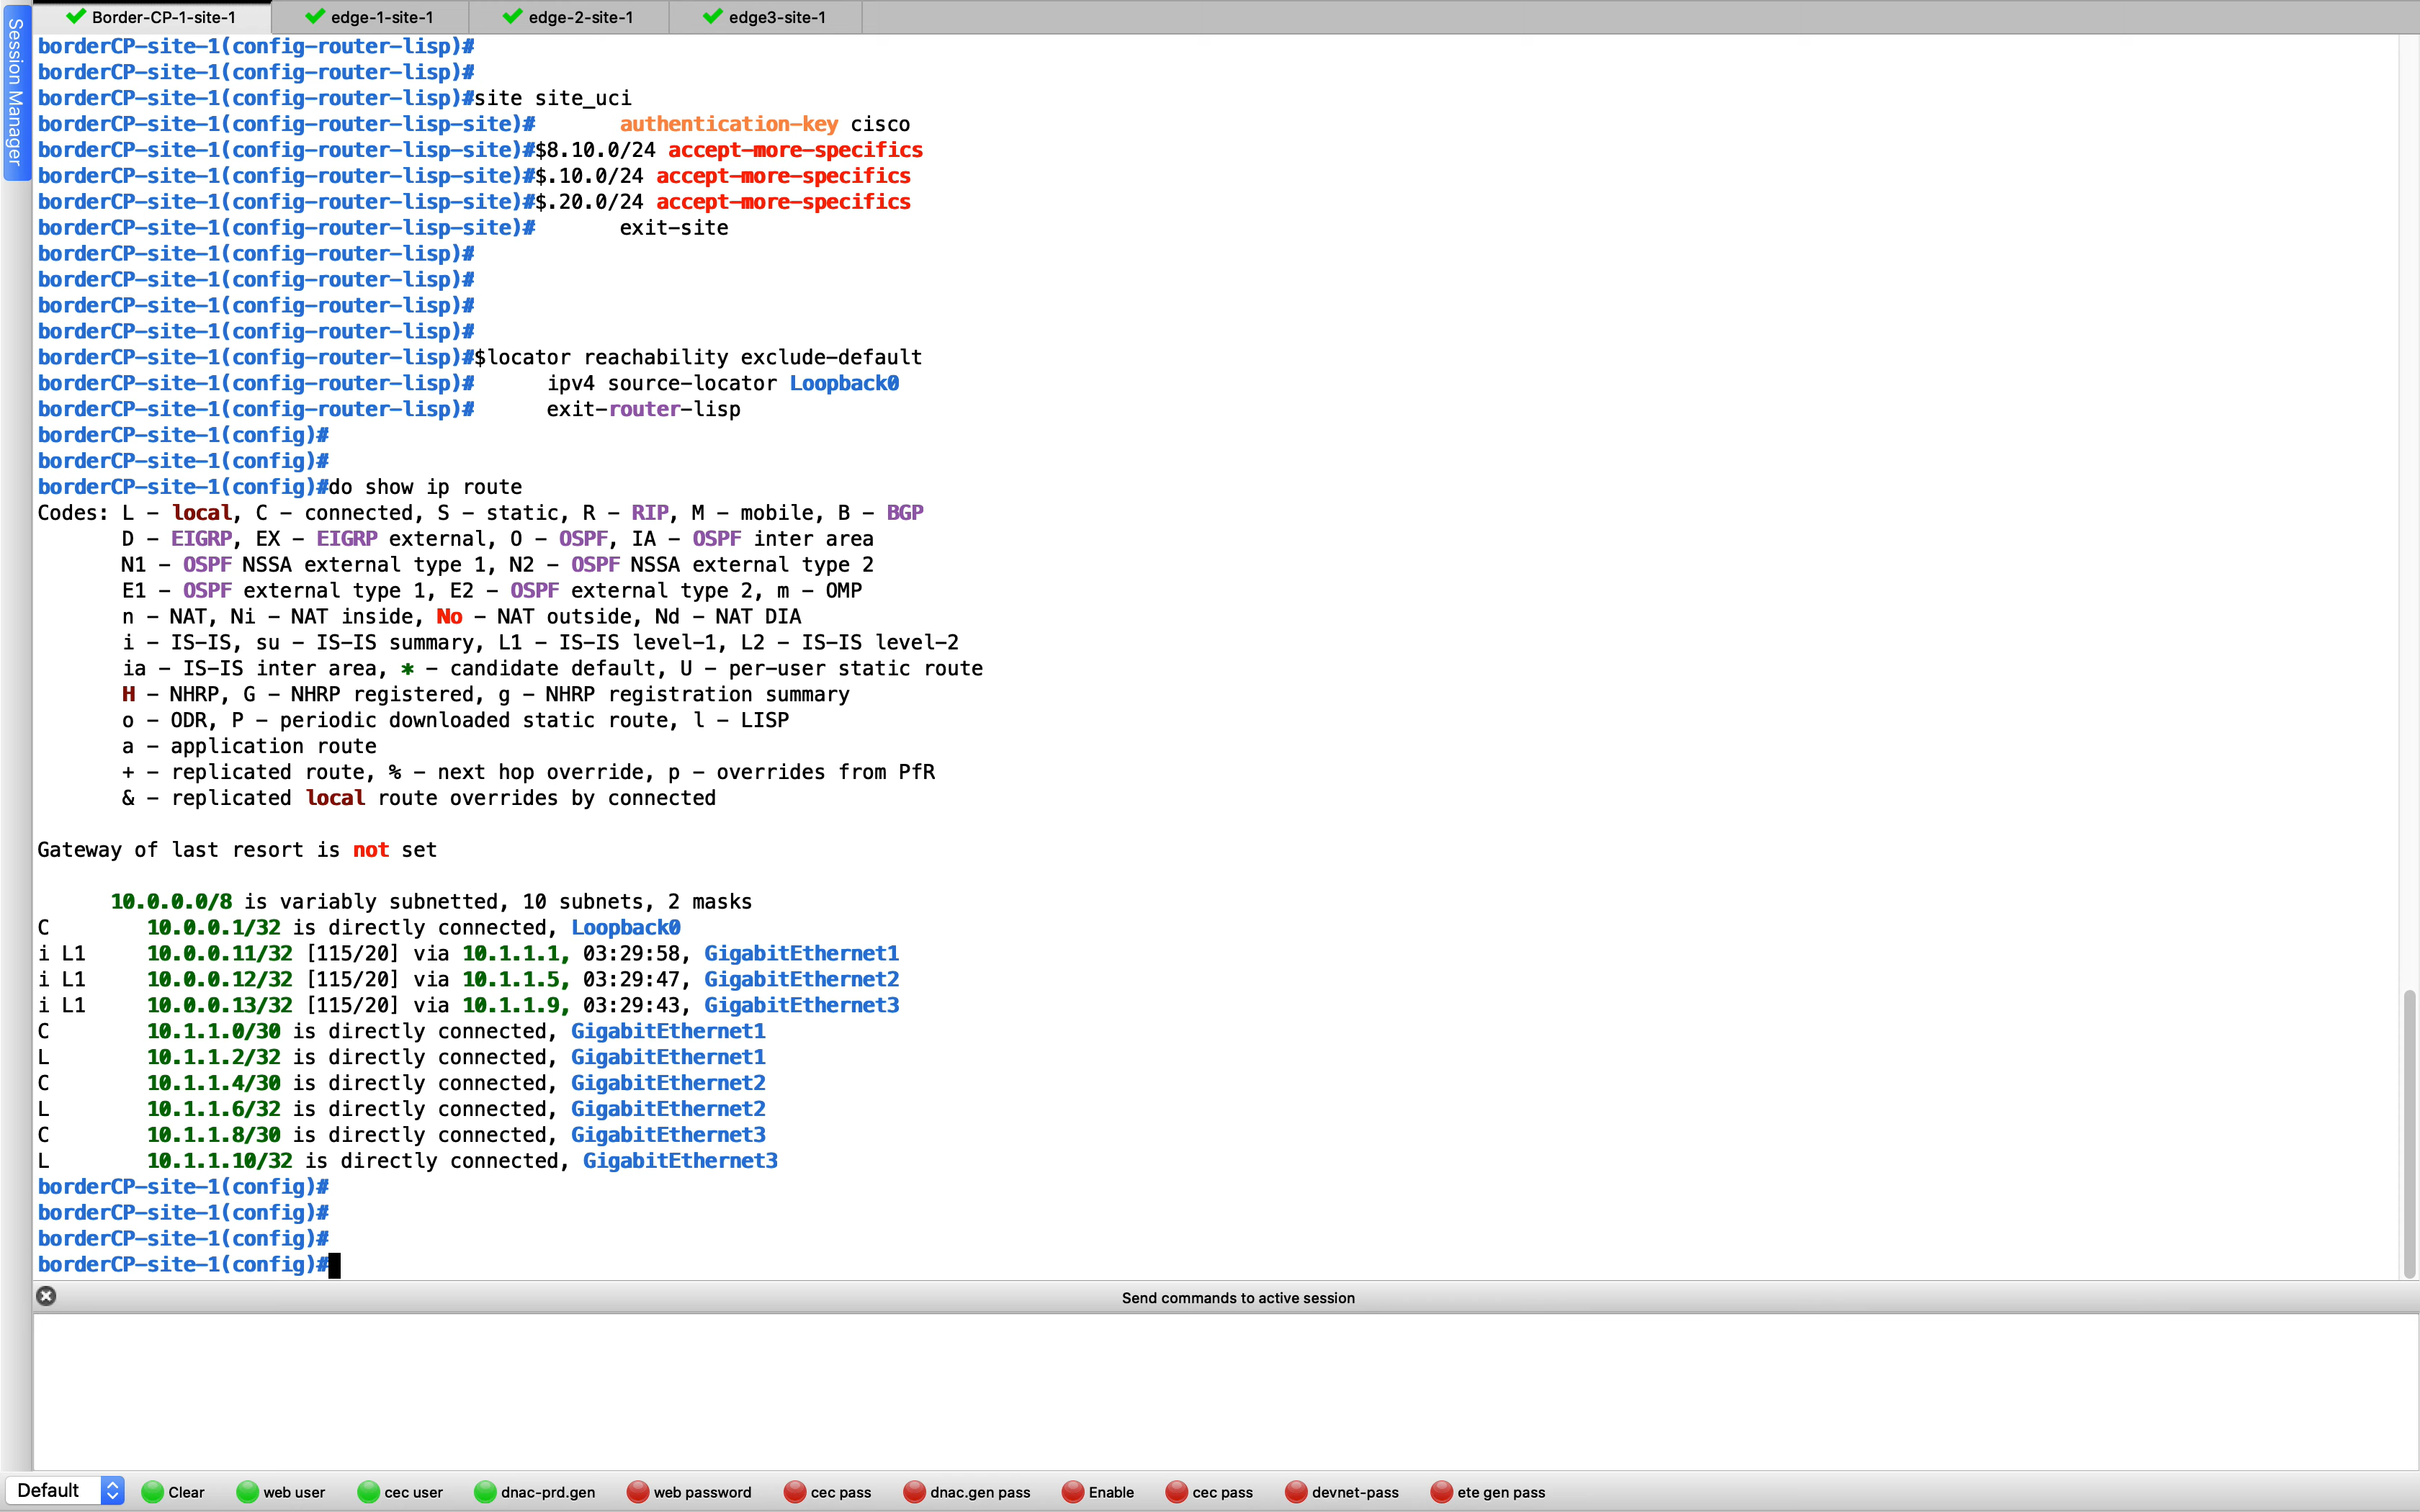 Session Manager
Border-CP-1-site-1 edge-1-site-1 edge-2-site-1 edge3-site-1
borderCP-site-1(config-router-lisp)#
borderCP-site-1(config-router-lisp)#
borderCP-site-1(config-router-lisp)#site site_uci
borderCP-site-1(config-router-lisp-site)#       authentication-key cisco
borderCP-site-1(config-router-lisp-site)#$8.10.0/24 accept-more-specifics
borderCP-site-1(config-router-lisp-site)#$.10.0/24 accept-more-specifics
borderCP-site-1(config-router-lisp-site)#$.20.0/24 accept-more-specifics
borderCP-site-1(config-router-lisp-site)#       exit-site
borderCP-site-1(config-router-lisp)#
borderCP-site-1(config-router-lisp)#
borderCP-site-1(config-router-lisp)#
borderCP-site-1(config-router-lisp)#
borderCP-site-1(config-router-lisp)#$locator reachability exclude-default
borderCP-site-1(config-router-lisp)#      ipv4 source-locator Loopback0
borderCP-site-1(config-router-lisp)#      exit-router-lisp
borderCP-site-1(config)#
borderCP-site-1(config)#
borderCP-site-1(config)#do show ip route
Codes: L - local, C - connected, S - static, R - RIP, M - mobile, B - BGP
       D - EIGRP, EX - EIGRP external, O - OSPF, IA - OSPF inter area
       N1 - OSPF NSSA external type 1, N2 - OSPF NSSA external type 2
       E1 - OSPF external type 1, E2 - OSPF external type 2, m - OMP
       n - NAT, Ni - NAT inside, No - NAT outside, Nd - NAT DIA
       i - IS-IS, su - IS-IS summary, L1 - IS-IS level-1, L2 - IS-IS level-2
       ia - IS-IS inter area, * - candidate default, U - per-user static route
       H - NHRP, G - NHRP registered, g - NHRP registration summary
       o - ODR, P - periodic downloaded static route, l - LISP
       a - application route
       + - replicated route, % - next hop override, p - overrides from PfR
       & - replicated local route overrides by connected
Gateway of last resort is not set
      10.0.0.0/8 is variably subnetted, 10 subnets, 2 masks
C        10.0.0.1/32 is directly connected, Loopback0
i L1     10.0.0.11/32 [115/20] via 10.1.1.1, 03:29:58, GigabitEthernet1
i L1     10.0.0.12/32 [115/20] via 10.1.1.5, 03:29:47, GigabitEthernet2
i L1     10.0.0.13/32 [115/20] via 10.1.1.9, 03:29:43, GigabitEthernet3
C        10.1.1.0/30 is directly connected, GigabitEthernet1
L        10.1.1.2/32 is directly connected, GigabitEthernet1
C        10.1.1.4/30 is directly connected, GigabitEthernet2
L        10.1.1.6/32 is directly connected, GigabitEthernet2
C        10.1.1.8/30 is directly connected, GigabitEthernet3
L        10.1.1.10/32 is directly connected, GigabitEthernet3
borderCP-site-1(config)#
borderCP-site-1(config)#
borderCP-site-1(config)#
borderCP-site-1(config)#
Send commands to active session
Default Clear web user cec user dnac-prd.gen web password cec pass dnac.gen pass Enable cec pass devnet-pass ete gen pass